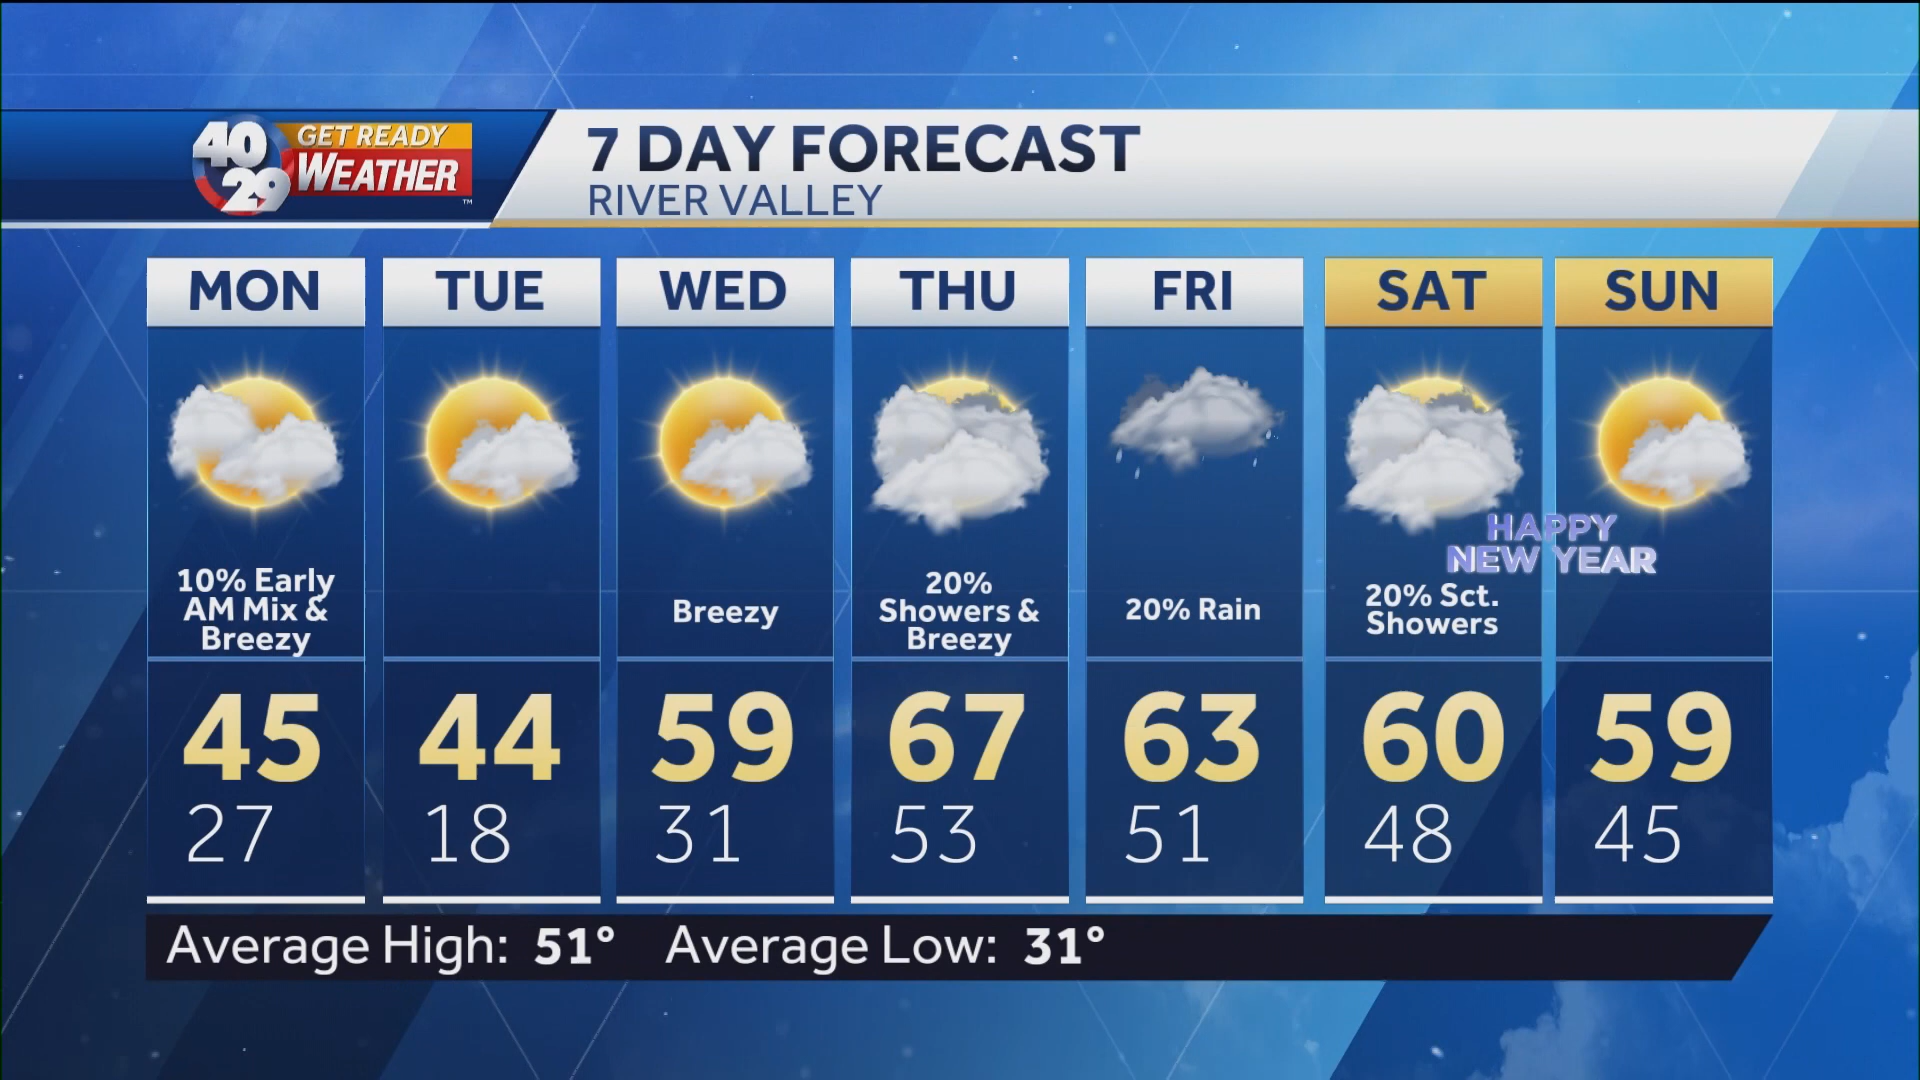 40
29
GET READY
WEATHER™
7 DAY FORECAST
RIVER VALLEY
MON
TUE
WED
THU
FRI
SAT
SUN
10% Early
AM Mix &
Breezy
Breezy
20%
Showers &
Breezy
20% Rain
20% Sct.
Showers
HAPPY
NEW YEAR
45
44
59
67
63
60
59
27
18
31
53
51
48
45
Average High: 51° Average Low: 31°